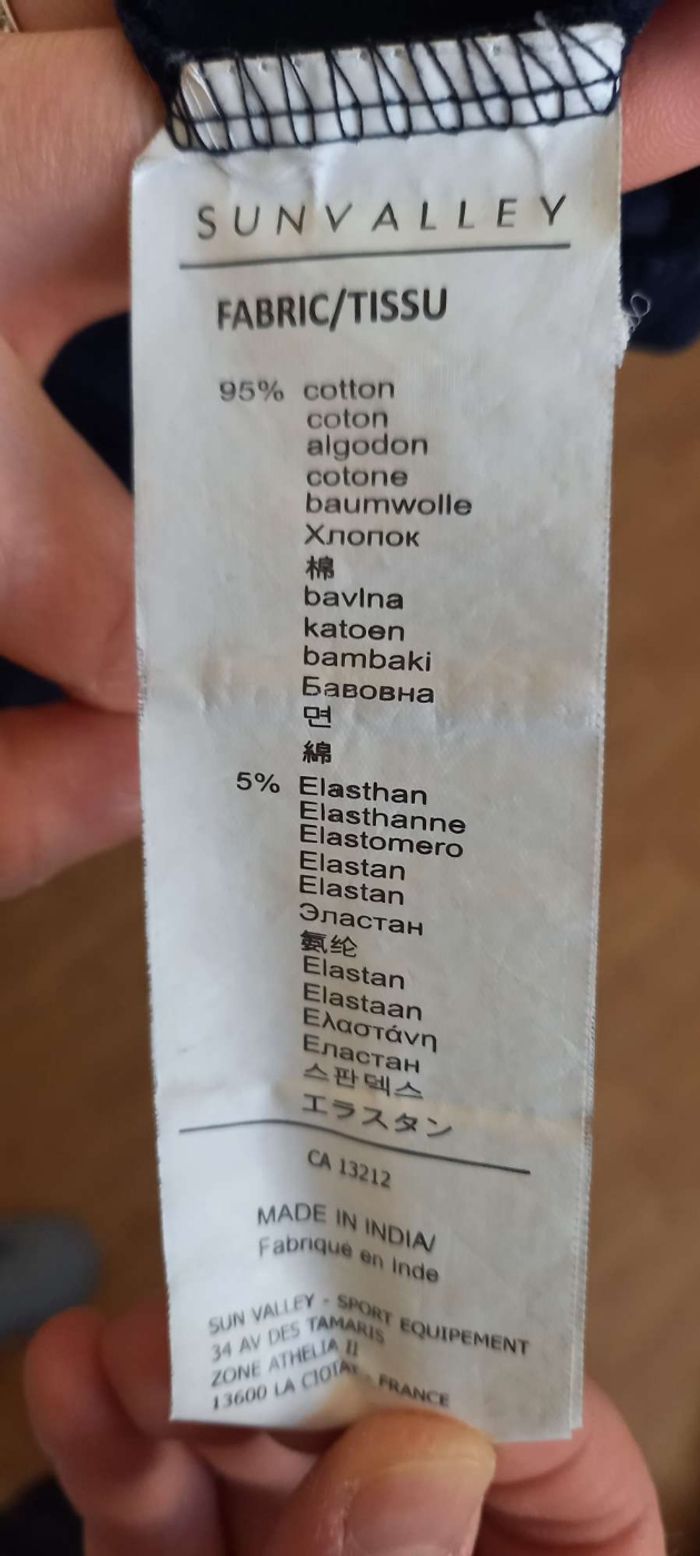 SUNVALLEY
FABRIC/TISSU
95% cotton
coton
algodon
cotone
baumwolle
Хлопок
棉
bavlna
katoen
bambaki
Бавовна
면
綿
5% Elasthan
Elasthanne
Elastomero
Elastan
Elastan
Эластан
氨纶
Elastan
Elastaan
Ελαστάνη
Еластан
스판덱스
エラスタン
CA 13212
MADE IN INDIA/
Fabriqué en Inde
SUN VALLEY - SPORT EQUIPEMENT
34 AV DES TAMARIS
ZONE ATHELIA II
13600 LA CIOTAT - FRANCE